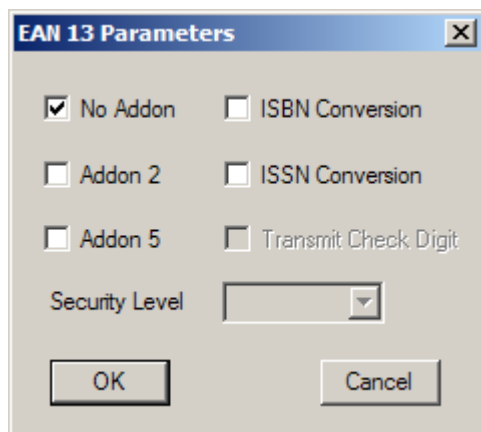 EAN 13 Parameters
No Addon ISBN Conversion
Addon 2 ISSN Conversion
Addon 5 Transmit Check Digit
Security Level
OK Cancel